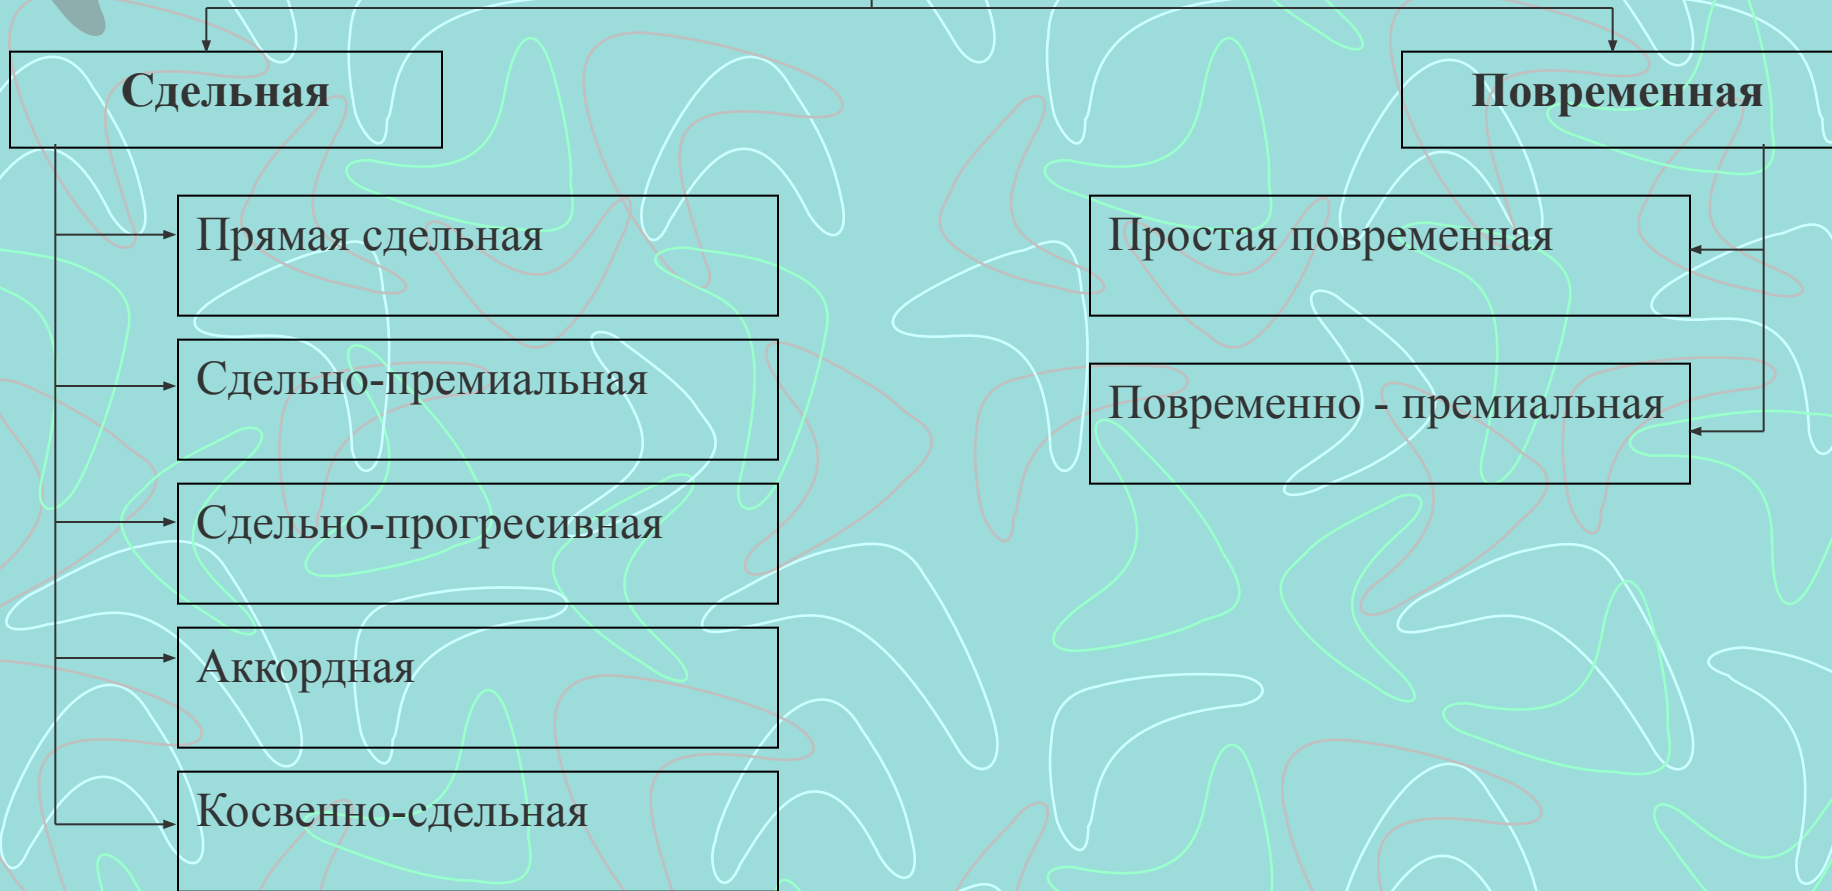 Сдельная
Прямая сдельная
Сдельно-премиальная
Сдельно-прогресивная
Аккордная
Косвенно-сдельная
Повременная
Простая повременная
Повременно - премиальная